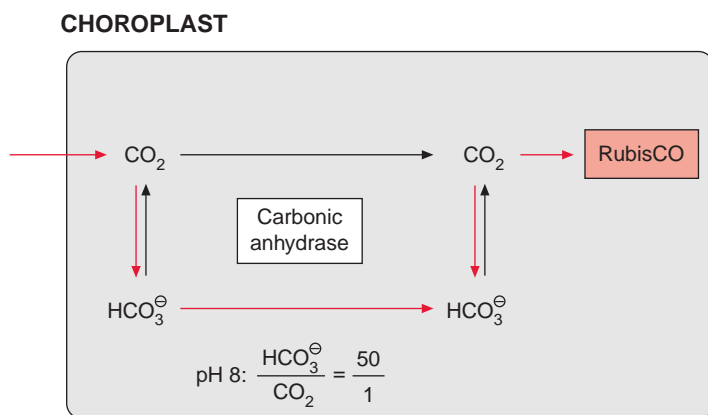 CHOROPLAST
CO₂ CO₂ RubisCO
Carbonic
anhydrase
HCO₃⊖ HCO₃⊖
pH 8: HCO₃⊖ / CO₂ = 50 / 1